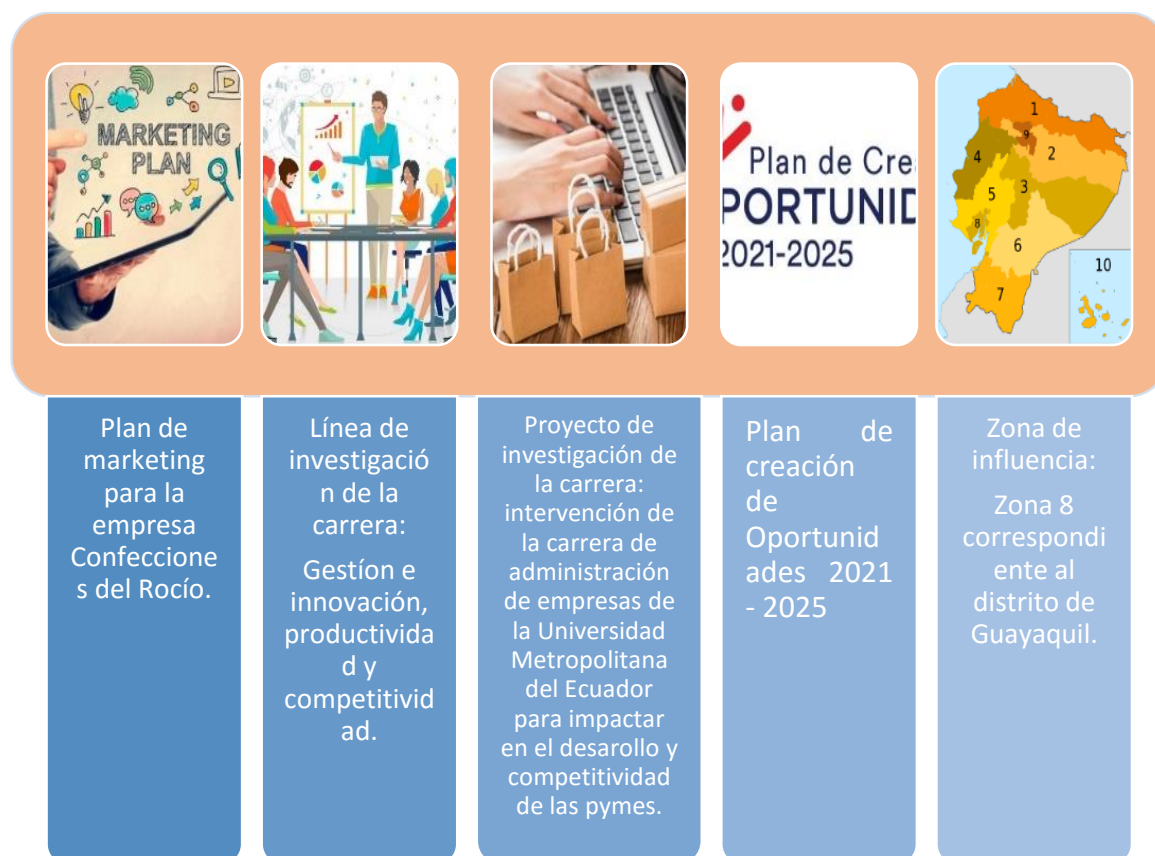 MARKETING
PLAN
Plan de Cre
PORTUNID
2021-2025
1
9
2
4
3
5
8
6
10
7
Plan de
marketing
para la
empresa
Confeccione
s del Rocío.
Línea de
investigació
n de la
carrera:
Gestíon e
innovación,
productivida
d y
competitivid
ad.
Proyecto de
investigación de
la carrera:
intervención de
la carrera de
administración
de empresas de
la Universidad
Metropolitana
del Ecuador
para impactar
en el desarollo y
competitividad
de las pymes.
Plan de
creación
de
Oportunid
ades 2021
- 2025
Zona de
influencia:
Zona 8
correspondi
ente al
distrito de
Guayaquil.